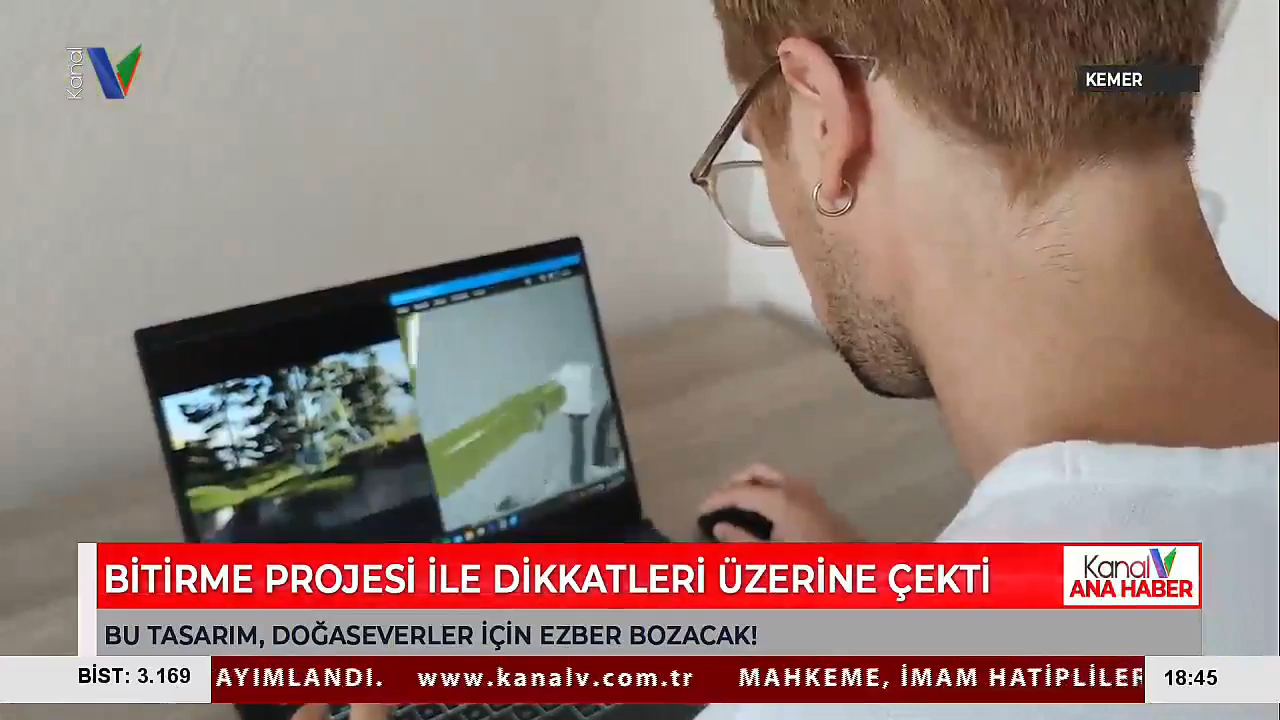 Kanal V
KEMER
BİTİRME PROJESİ İLE DİKKATLERİ ÜZERİNE ÇEKTİ
Kanal V
ANA HABER
BU TASARIM, DOĞASEVERLER İÇİN EZBER BOZACAK!
BİST: 3.169
AYIMLANDI. www.kanalv.com.tr MAHKEME, İMAM HATİPLİLER
18:45